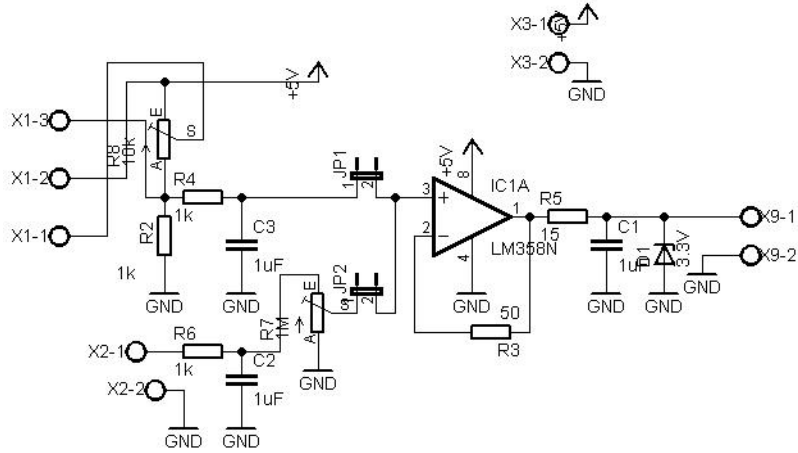 X3-1
+5V
X3-2
GND
+5V
X1-3
E
S
R8
10k
A
X1-2
R4
1k
JP1
1
2
+5V
8
IC1A
3
+
2
−
1
LM358N
4
GND
R5
15
X9-1
X1-1
R2
1k
GND
C3
1uF
GND
C1
1uF
GND
D1
3.3V
GND
X9-2
GND
JP2
1
2
E
S
R7
1M
A
GND
50
R3
X2-1
R6
1k
C2
1uF
GND
X2-2
GND